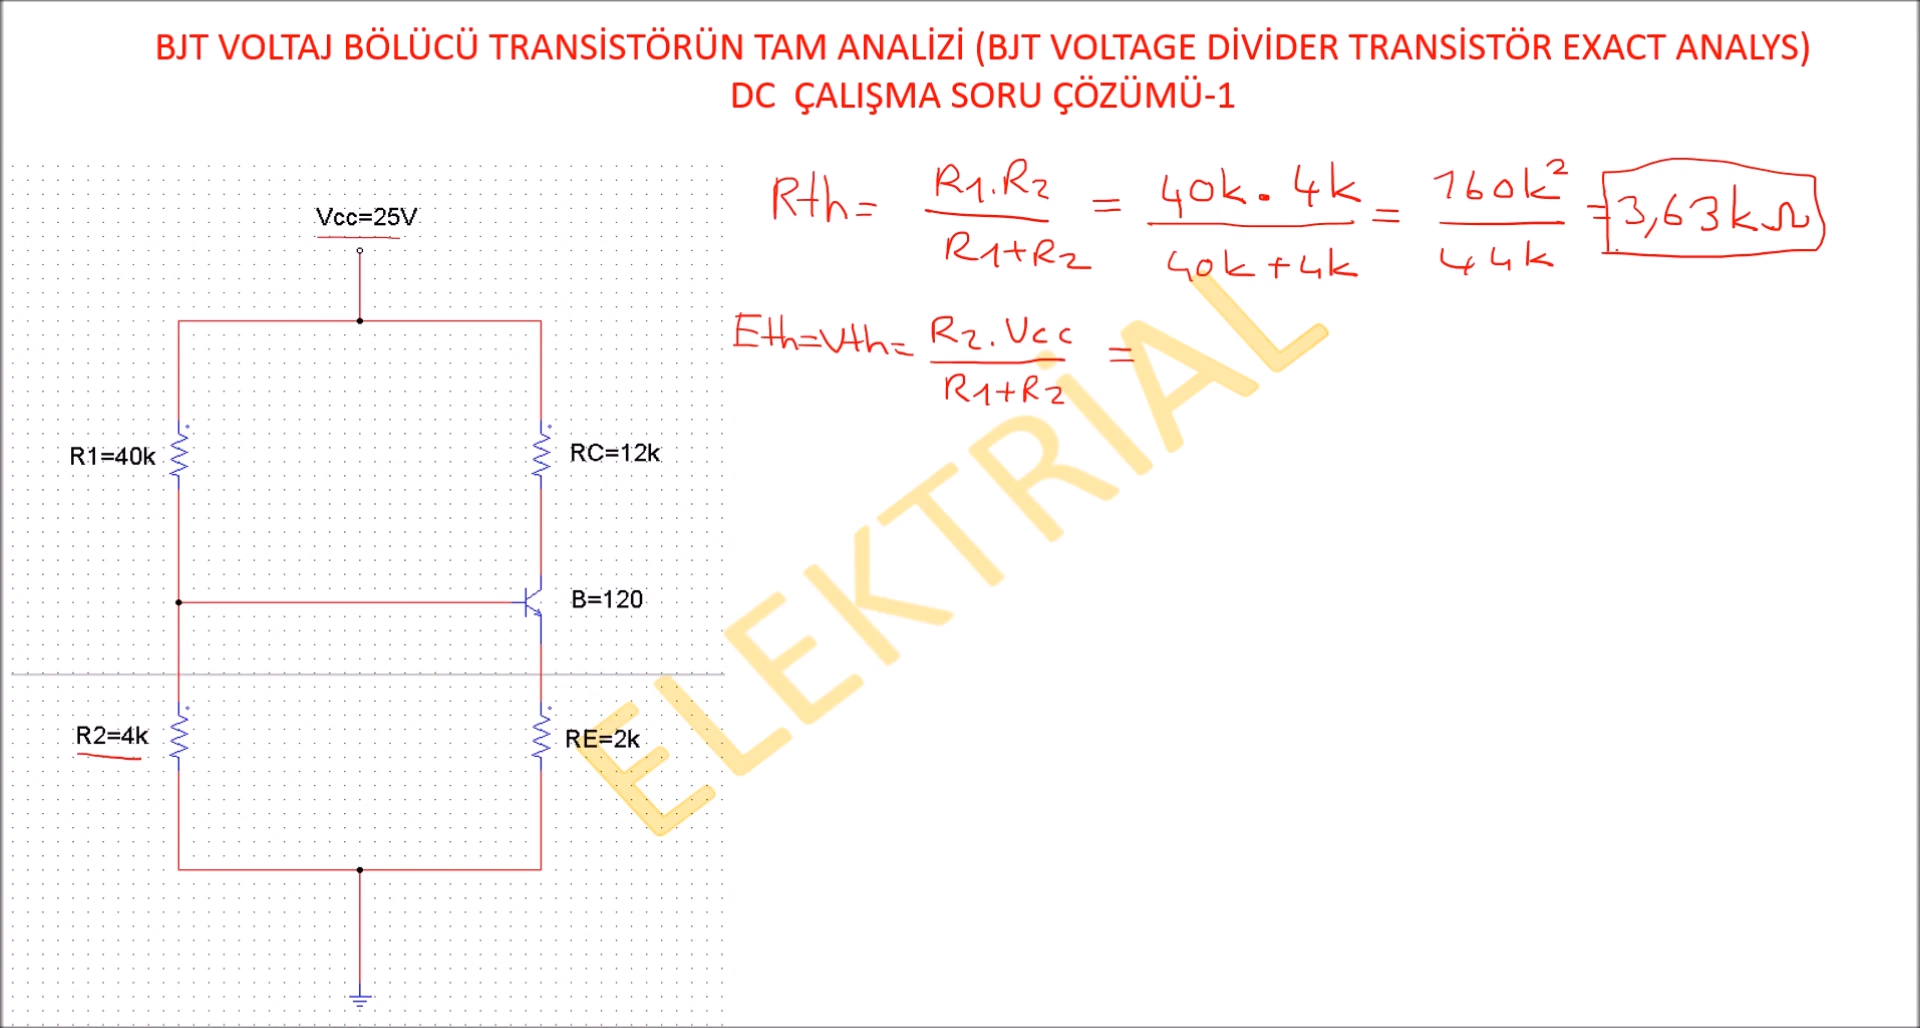 BJT VOLTAJ BÖLÜCÜ TRANSİSTÖRÜN TAM ANALİZİ (BJT VOLTAGE DİVİDER TRANSİSTÖR EXACT ANALYS)
DC ÇALIŞMA SORU ÇÖZÜMÜ-1
Vcc=25V
R1=40k
RC=12k
B=120
R2=4k
RE=2k
Rth = R1.R2 / R1+R2 = 40k . 4k / 40k+4k = 160k² / 44k = 3,63kΩ
Eth=Vth= R2.Vcc / R1+R2 =
ELEKTRİAL